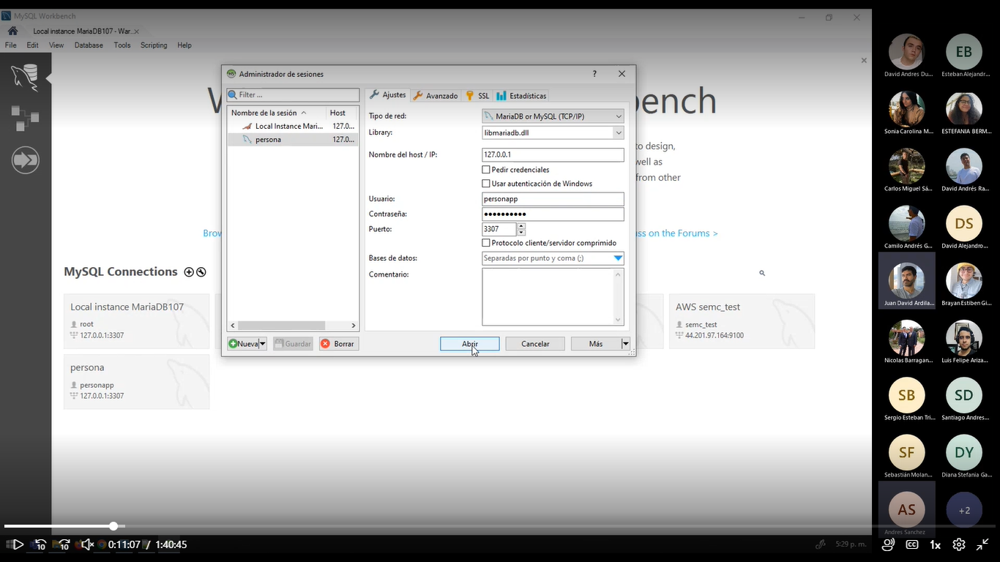 MySQL Workbench
Local instance MariaDB107 - War...
File Edit View Database Tools Scripting Help
W
bench
to design,
well as
from other
Brow
uss on the Forums >
Administrador de sesiones
?
Filter ...
Nombre de la sesión Host
Local Instance Mari... 127.0...
persona 127.0...
Nueva Guardar Borrar
Ajustes Avanzado SSL Estadísticas
Tipo de red: MariaDB or MySQL (TCP/IP)
Library: libmariadb.dll
Nombre del host / IP: 127.0.0.1
Pedir credenciales
Usar autenticación de Windows
Usuario: personapp
Contraseña: ●●●●●●●●●●
Puerto: 3307
Protocolo cliente/servidor comprimido
Bases de datos: Separadas por punto y coma (;)
Comentario:
Abrir Cancelar Más
MySQL Connections
Local instance MariaDB107
root
127.0.0.1:3307
AWS semc_test
semc_test
44.201.97.164:9100
persona
personapp
127.0.0.1:3307
David Andres Du...
EB
Esteban Alejandr...
Sonia Carolina M...
ESTEFANIA BERM...
Carlos Miguel Sá...
David Andrés Ra...
Camilo Andrés G...
DS
David Alejandro...
Juan David Ardila...
Brayan Estiben Gi...
Nicolas Barragan...
Luis Felipe Ariza...
SB
Sergio Esteban Tri...
SD
Santiago Andres...
SF
Sebastián Molan...
DY
Diana Stefania Ga...
AS
Andres Sanchez
+2
10 10 0:11:07 / 1:40:45
5:29 p. m.
CC 1x